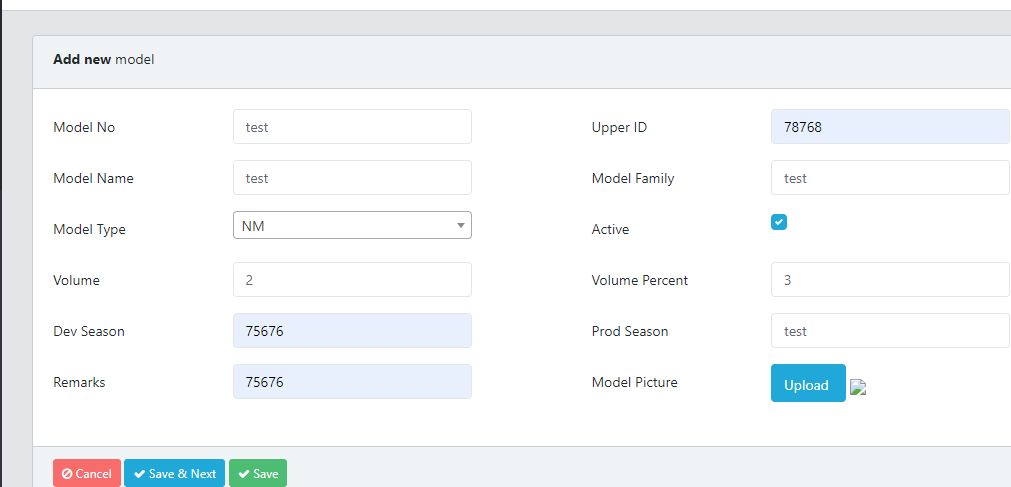 Add new model
Model No test Upper ID 78768
Model Name test Model Family test
Model Type NM Active
Volume 2 Volume Percent 3
Dev Season 75676 Prod Season test
Remarks 75676 Model Picture Upload
Cancel Save & Next Save